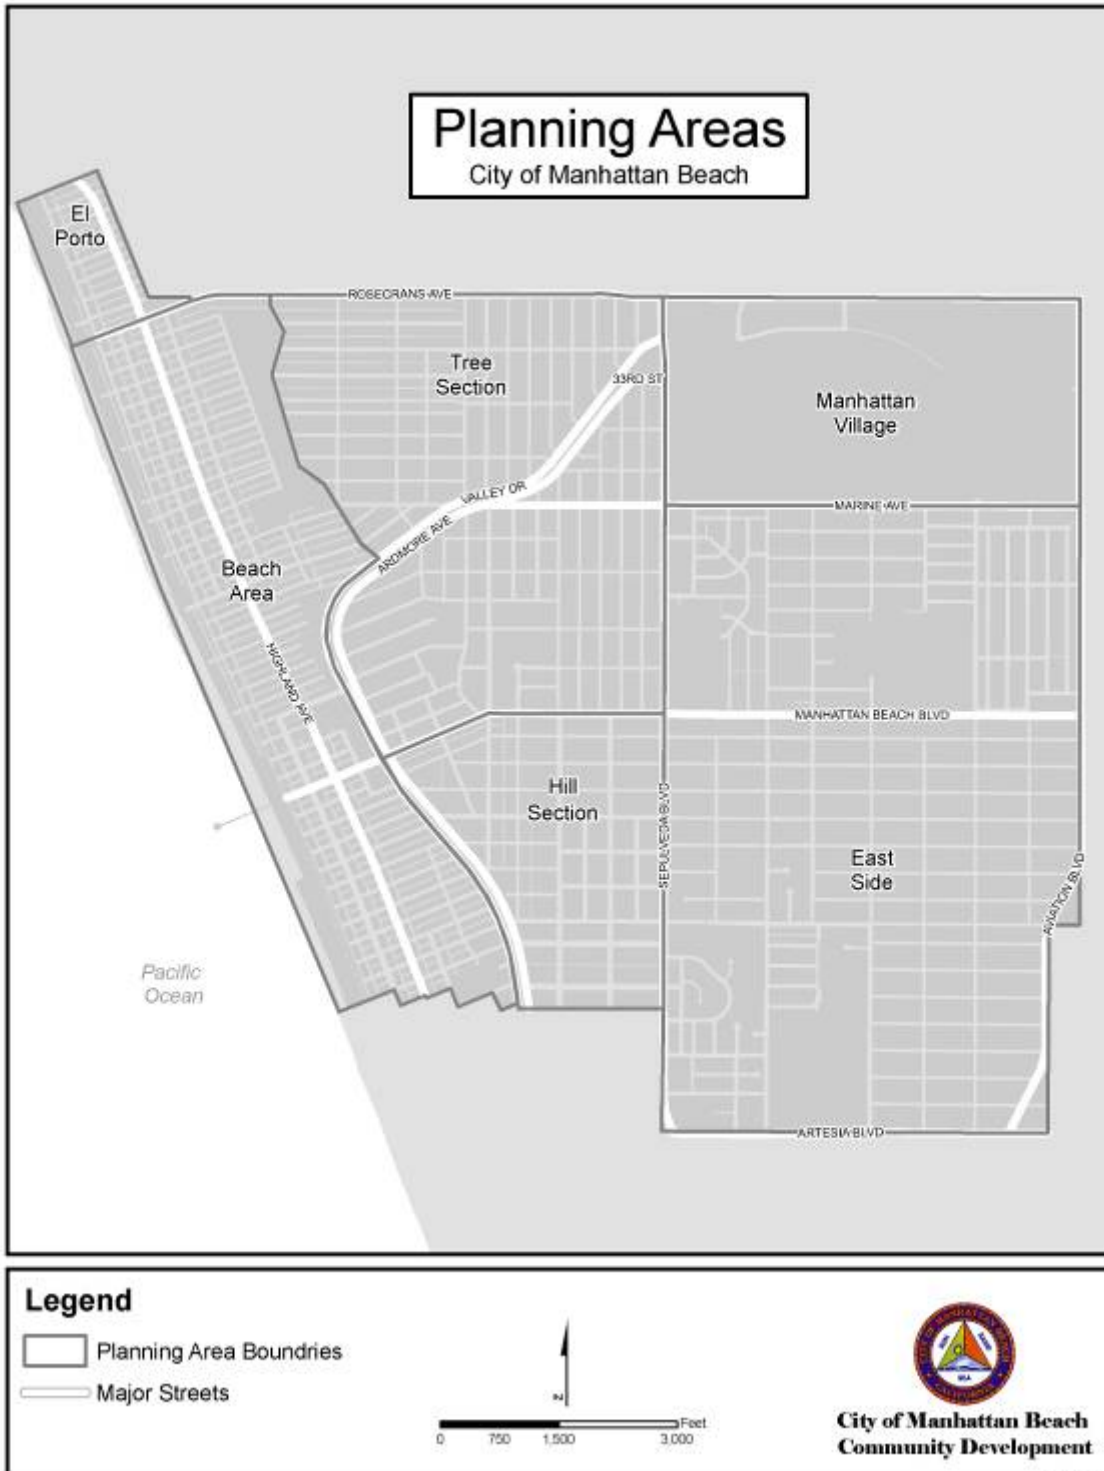 Planning Areas
City of Manhattan Beach
El
Porto
ROSECRANS AVE
Tree
Section
33RD ST
Manhattan
Village
VALLEY DR
MARINE AVE
ARDMORE AVE
Beach
Area
HIGHLAND AVE
MANHATTAN BEACH BLVD
Hill
Section
SEPULVEDA BLVD
East
Side
AVIATION BLVD
Pacific
Ocean
ARTESIA BLVD
Legend
Planning Area Boundries
Major Streets
N
Feet
0 750 1,500 3,000
City of Manhattan Beach
Community Development